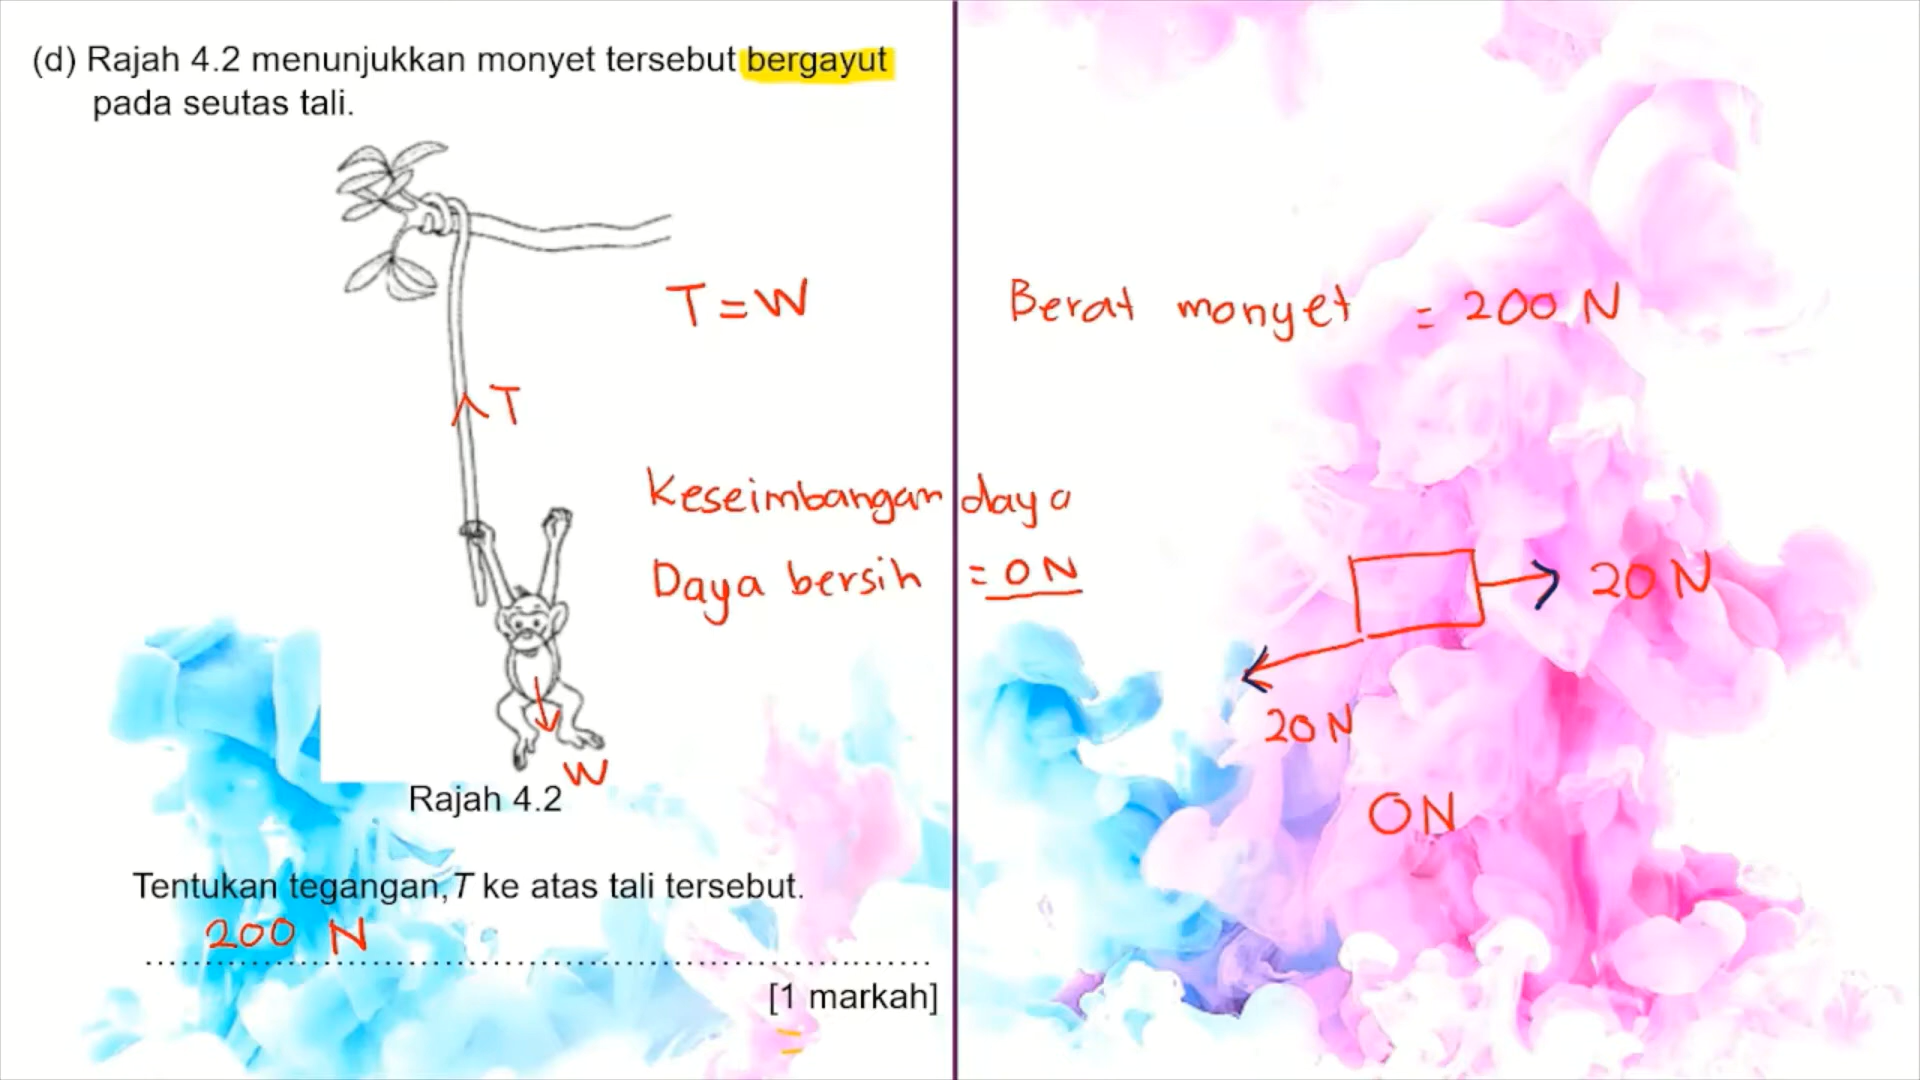 (d) Rajah 4.2 menunjukkan monyet tersebut bergayut
pada seutas tali.
T = W
T
Keseimbangan daya
Daya bersih = 0 N
W
Rajah 4.2
Tentukan tegangan, T ke atas tali tersebut.
200 N
[1 markah]
Berat monyet = 200 N
20 N
20 N
0 N